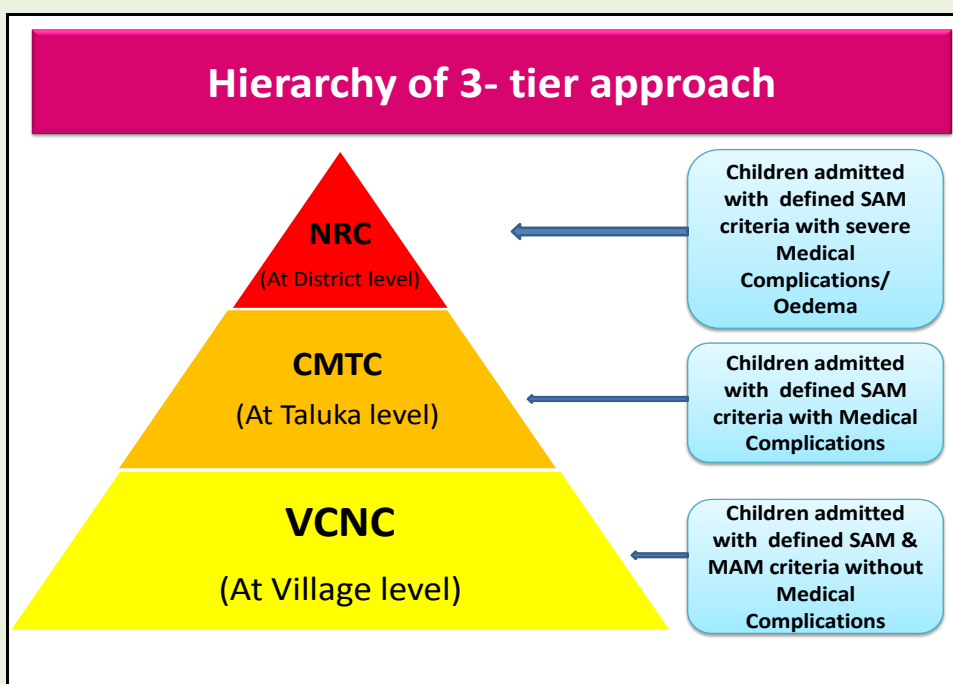 Hierarchy of 3- tier approach
NRC
(At District level)
Children admitted
with defined SAM
criteria with severe
Medical
Complications/
Oedema
CMTC
(At Taluka level)
Children admitted
with defined SAM
criteria with Medical
Complications
VCNC
(At Village level)
Children admitted
with defined SAM &
MAM criteria without
Medical
Complications